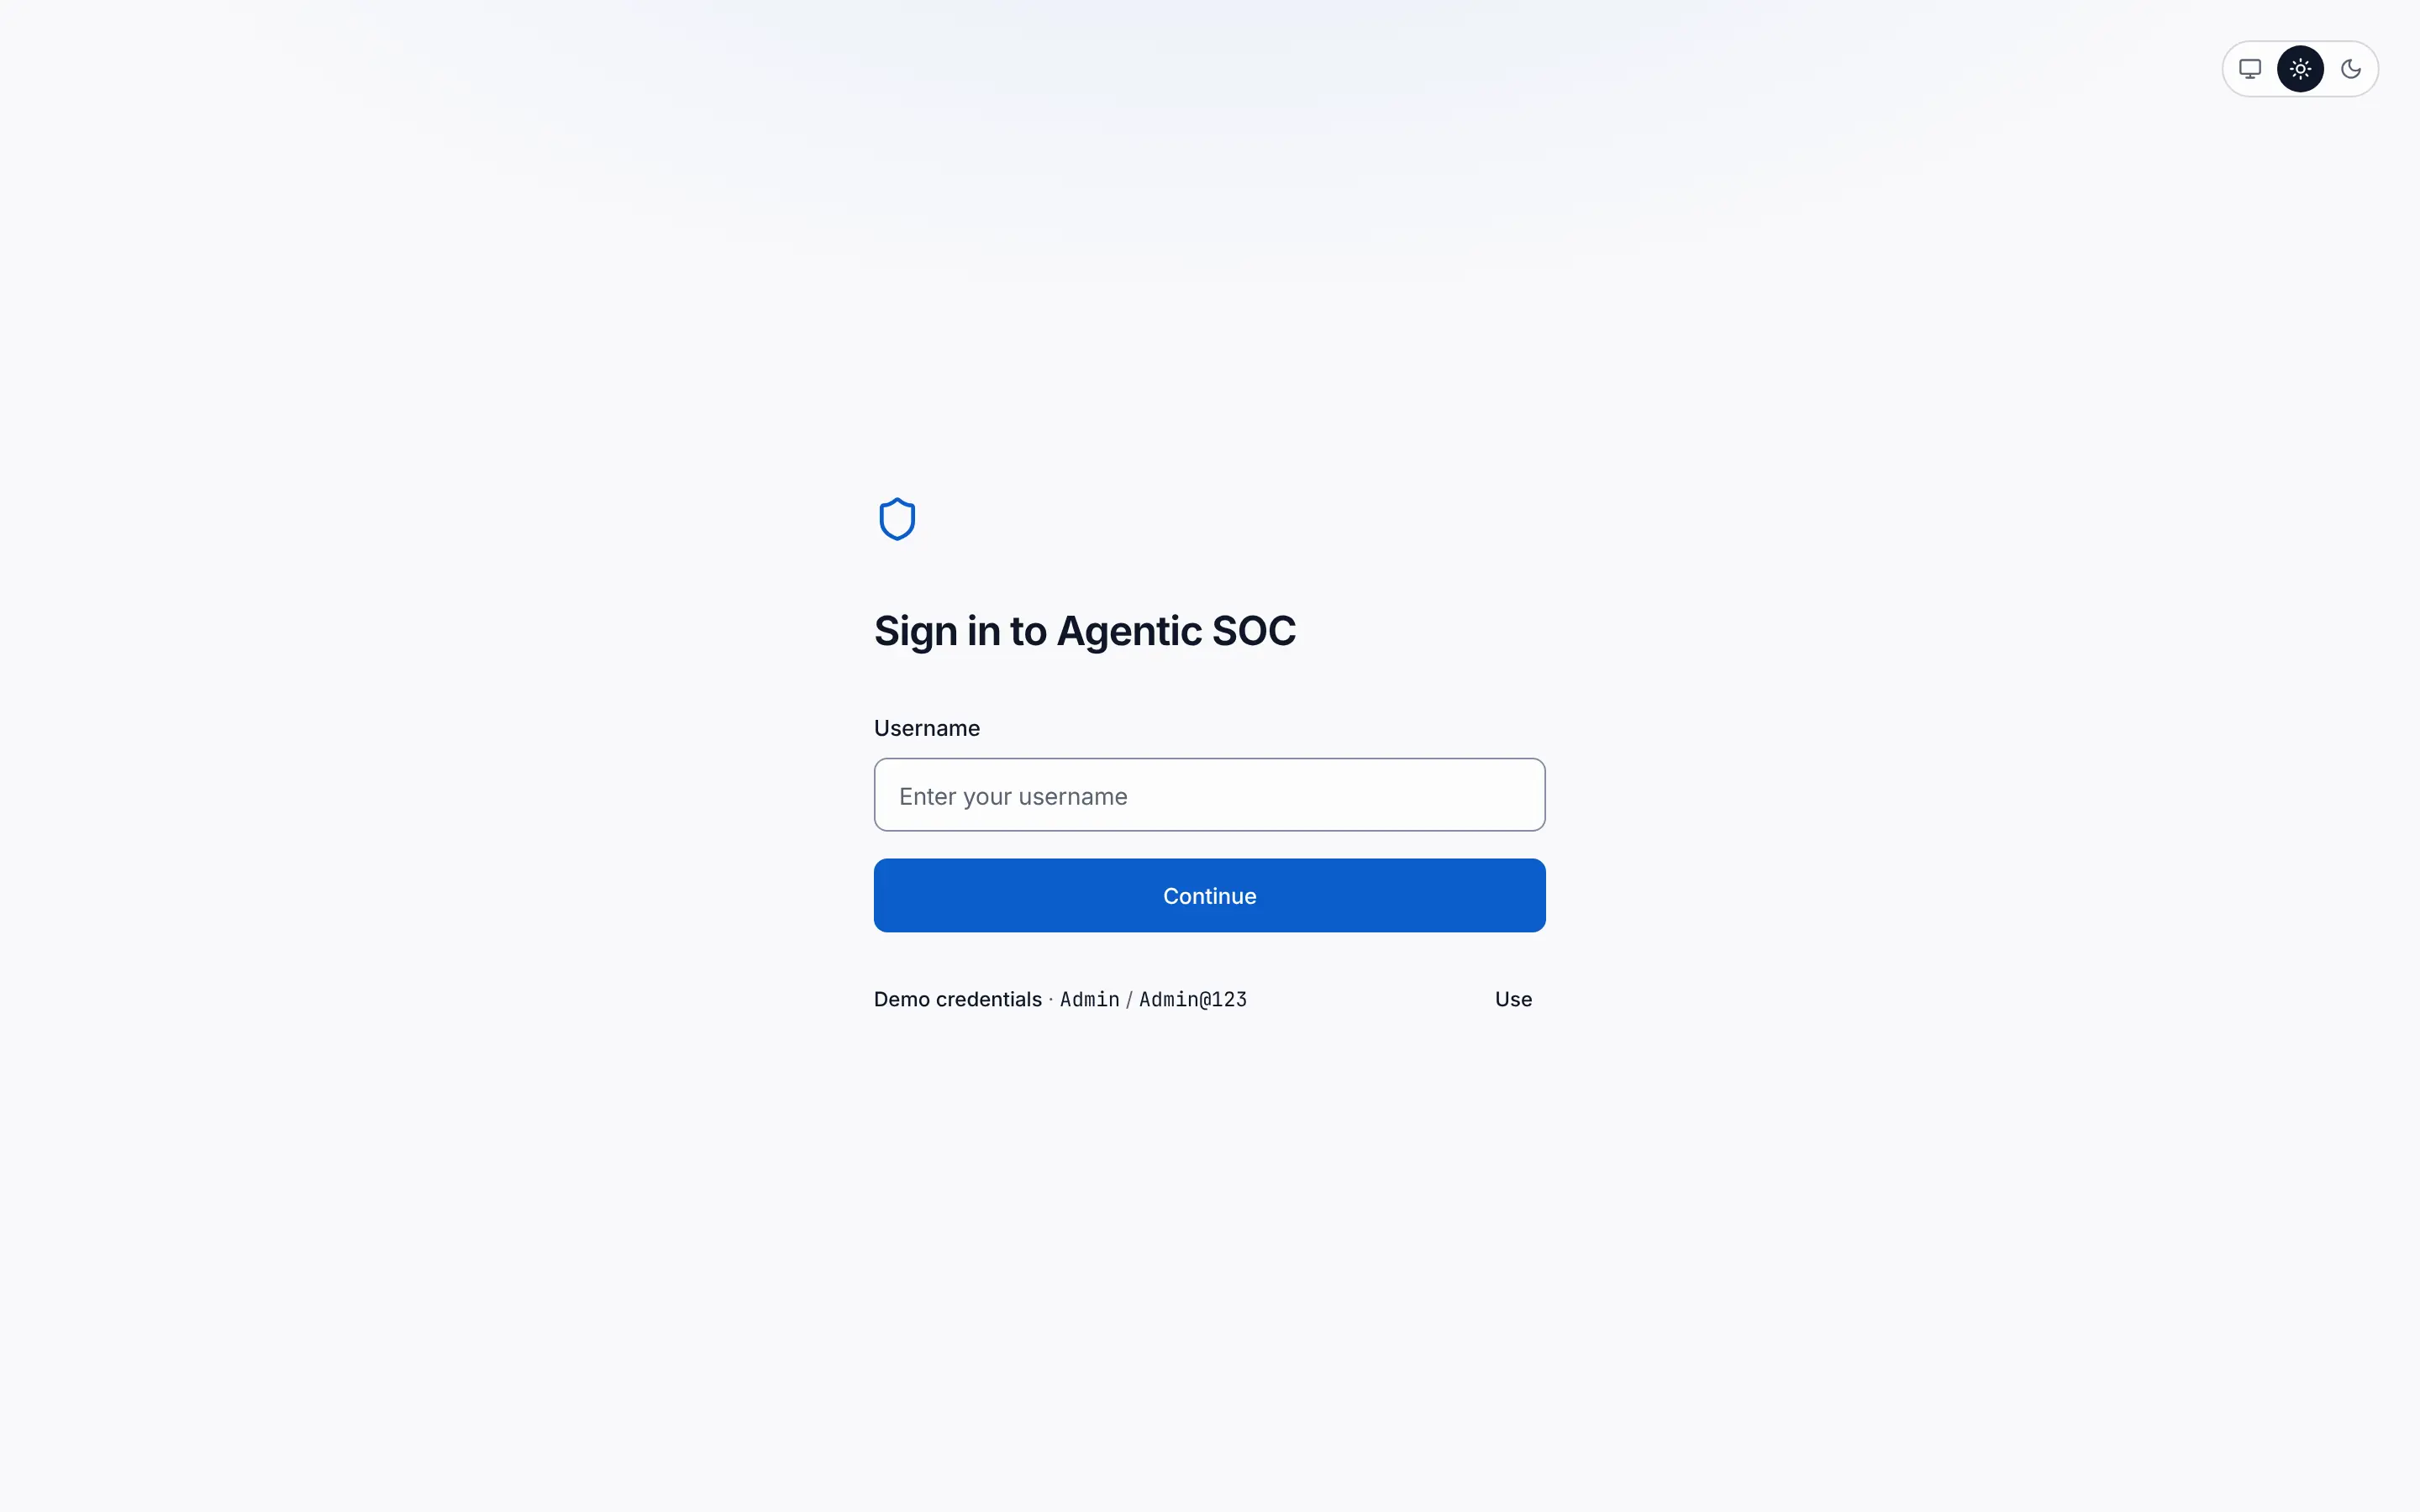 Sign in to Agentic SOC
Username
Enter your username
Continue
Demo credentials · Admin / Admin@123
Use